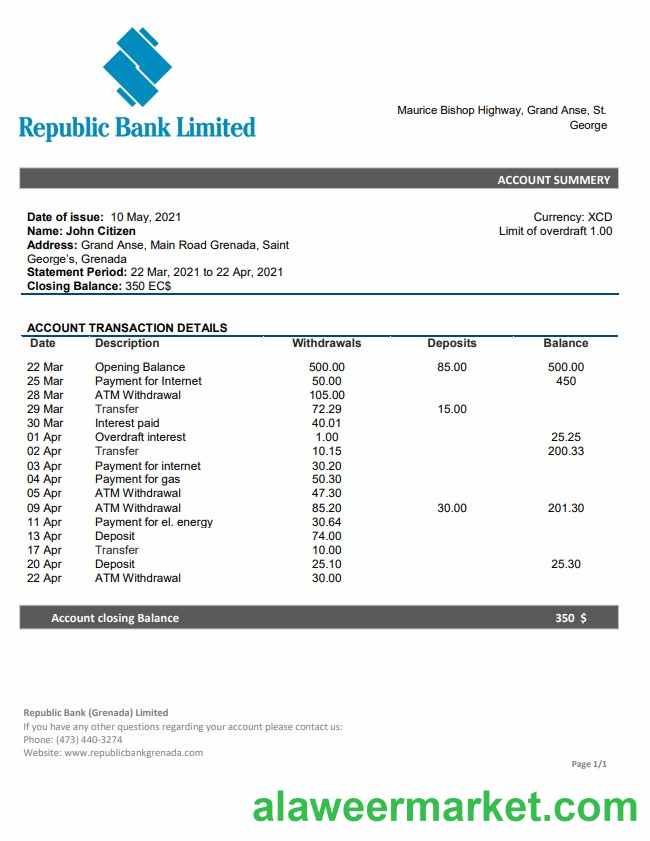 Republic Bank Limited
Maurice Bishop Highway, Grand Anse, St.
George
ACCOUNT SUMMARY
Date of issue: 10 May, 2021
Name: John Citizen
Address: Grand Anse, Main Road Grenada, Saint
George's, Grenada
Statement Period: 22 Mar, 2021 to 22 Apr, 2021
Closing Balance: 350 EC$
Currency: XCD
Limit of overdraft 1.00
ACCOUNT TRANSACTION DETAILS
Date Description Withdrawals Deposits Balance
22 Mar Opening Balance 500.00 85.00 500.00
25 Mar Payment for Internet 50.00 450
28 Mar ATM Withdrawal 105.00
29 Mar Transfer 72.29 15.00
30 Mar Interest paid 40.01
01 Apr Overdraft interest 1.00 25.25
02 Apr Transfer 10.15 200.33
03 Apr Payment for internet 30.20
04 Apr Payment for gas 50.30
05 Apr ATM Withdrawal 47.30
09 Apr ATM Withdrawal 85.20 30.00 201.30
11 Apr Payment for el. energy 30.64
13 Apr Deposit 74.00
17 Apr Transfer 10.00
20 Apr Deposit 25.10 25.30
22 Apr ATM Withdrawal 30.00
Account closing Balance 350 $
Republic Bank (Grenada) Limited
If you have any other questions regarding your account please contact us:
Phone: (473) 440-3274
Website: www.republicbankgrenada.com
Page 1/1
alaweermarket.com